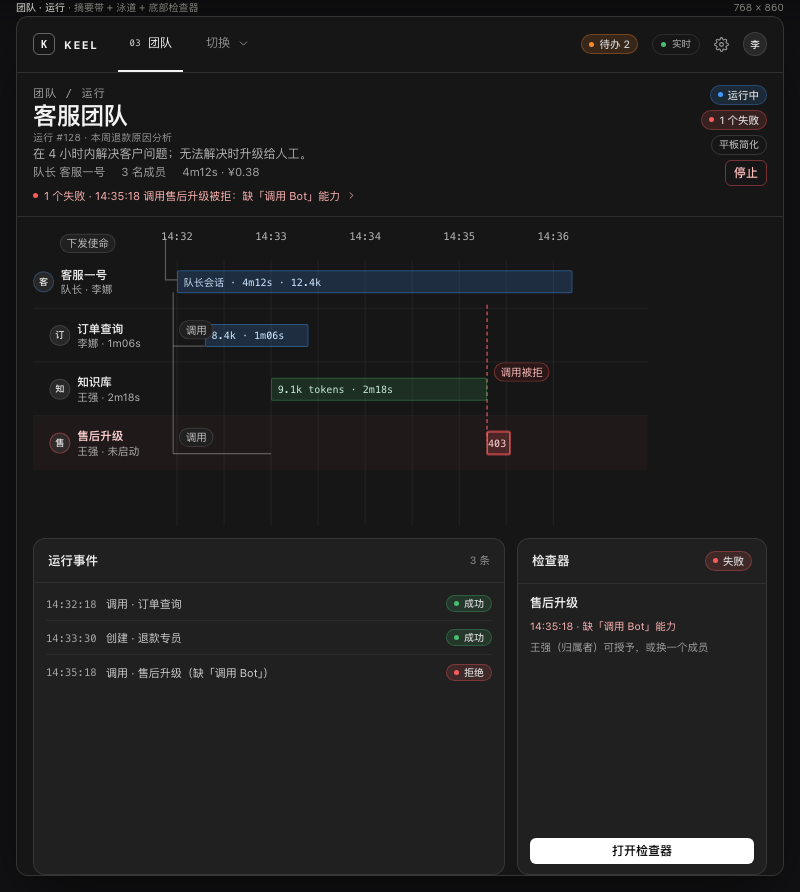 团队 · 运行 · 摘要带 + 泳道 + 底部检查器
768 × 860
K KEEL
03 团队
切换
待办 2
实时
李
团队 / 运行
客服团队
运行 #128 · 本周退款原因分析
在 4 小时内解决客户问题; 无法解决时升级给人工。
队长 客服一号 3 名成员 4m12s · ¥0.38
运行中
1 个失败
平板简化
停止
1 个失败 · 14:35:18 调用售后升级被拒: 缺「调用 Bot」能力
下发使命
14:32 14:33 14:34 14:35 14:36
客
客服一号
队长 · 李娜
队长会话 · 4m12s · 12.4k
订
订单查询
李娜 · 1m06s
调用
8.4k · 1m06s
知
知识库
王强 · 2m18s
9.1k tokens · 2m18s
调用被拒
售
售后升级
王强 · 未启动
调用
403
运行事件
3 条
14:32:18 调用 · 订单查询 成功
14:33:30 创建 · 退款专员 成功
14:35:18 调用 · 售后升级（缺「调用 Bot」） 拒绝
检查器
失败
售后升级
14:35:18 · 缺「调用 Bot」能力
王强（归属者）可授予，或换一个成员
打开检查器